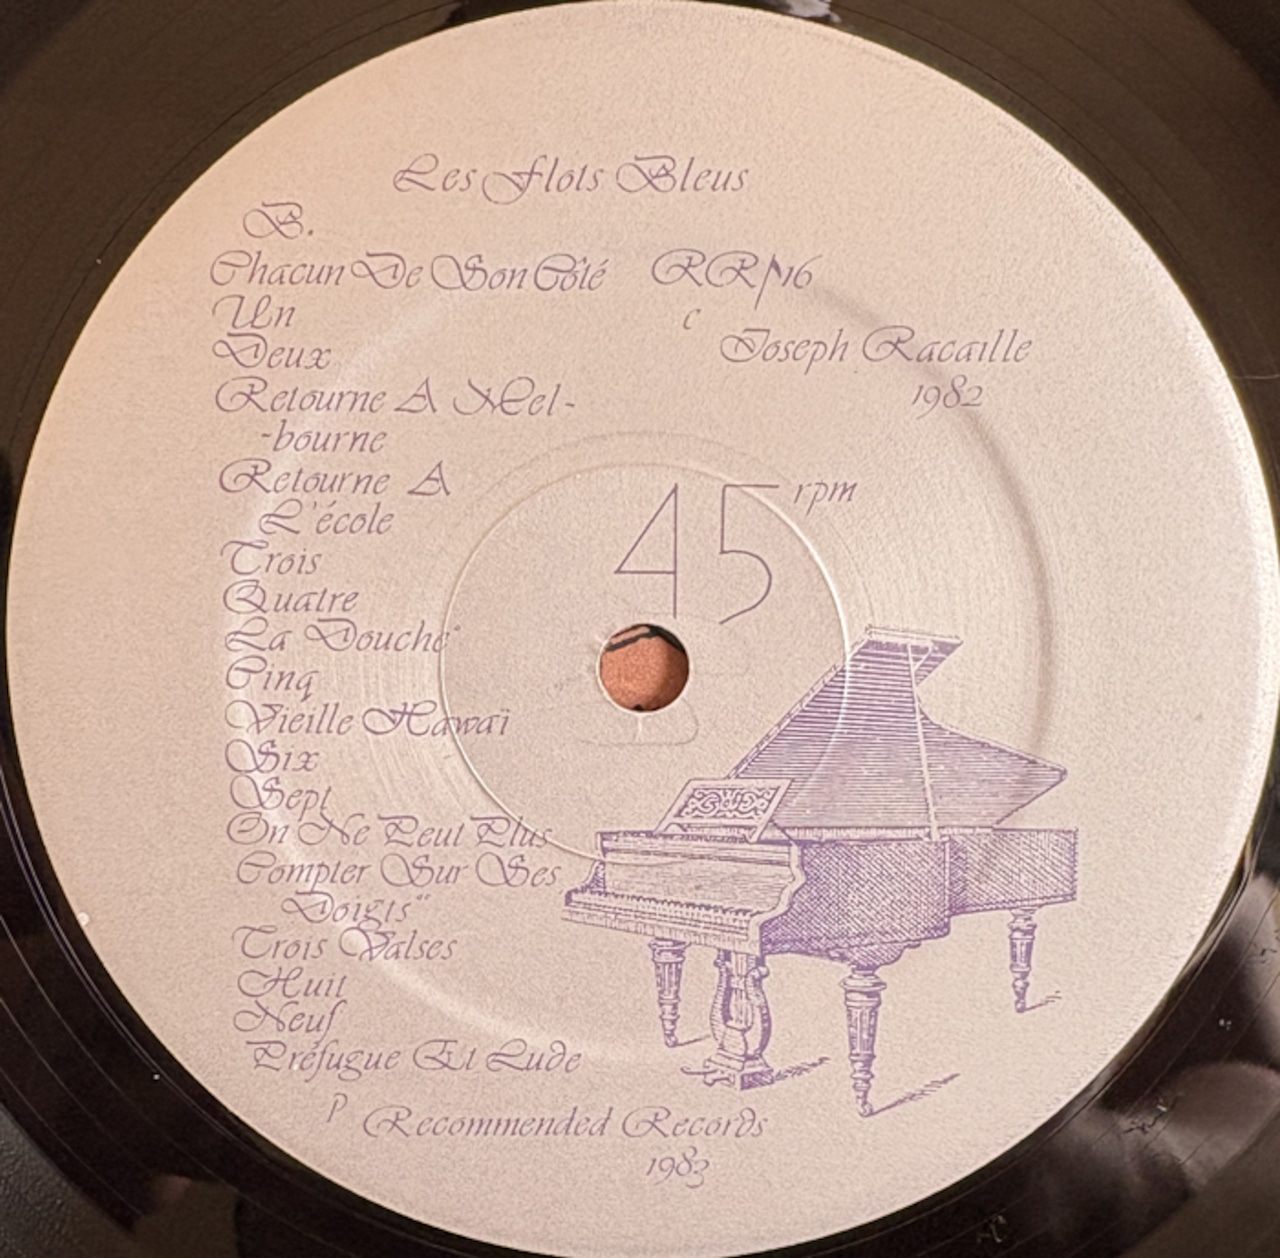 Les Flots Bleus
B.
Chacun De Son Côté RR/16
Un
c
Deux
Joseph Racaille
Retourne A Mel-
1982
-bourne
Retourne A
45 rpm
L'école
Trois
Quatre
La Douche"
Cinq
Vieille Hawaï
Six
Sept
On Ne Peut Plus
Compter Sur Ses
Doigts"
Trois Valses
Huit
Neuf
Préfugue Et Lude
P Recommended Records
1983